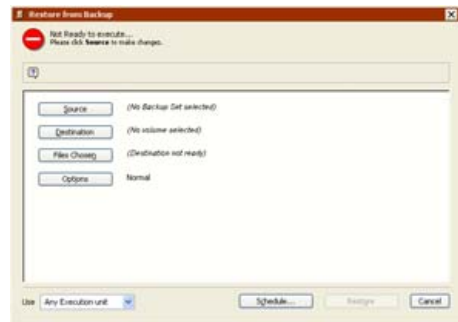 Restore from Backup
Not Ready to execute...
Please click Source to make changes.
Source (No Backup Set selected)
Destination (No volume selected)
Files Chosen (Destination not ready)
Options Normal
Use Any Execution unit Schedule... Restore Cancel